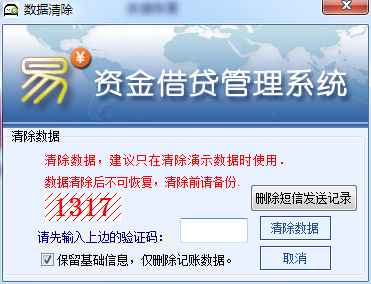 数据清除
易 ¥ 资金借贷管理系统
清除数据
清除数据，建议只在清除演示数据时使用．
数据清除后不可恢复，清除前请备份.
1317
删除短信发送记录
请先输入上边的验证码：
清除数据
保留基础信息，仅删除记账数据。
取消